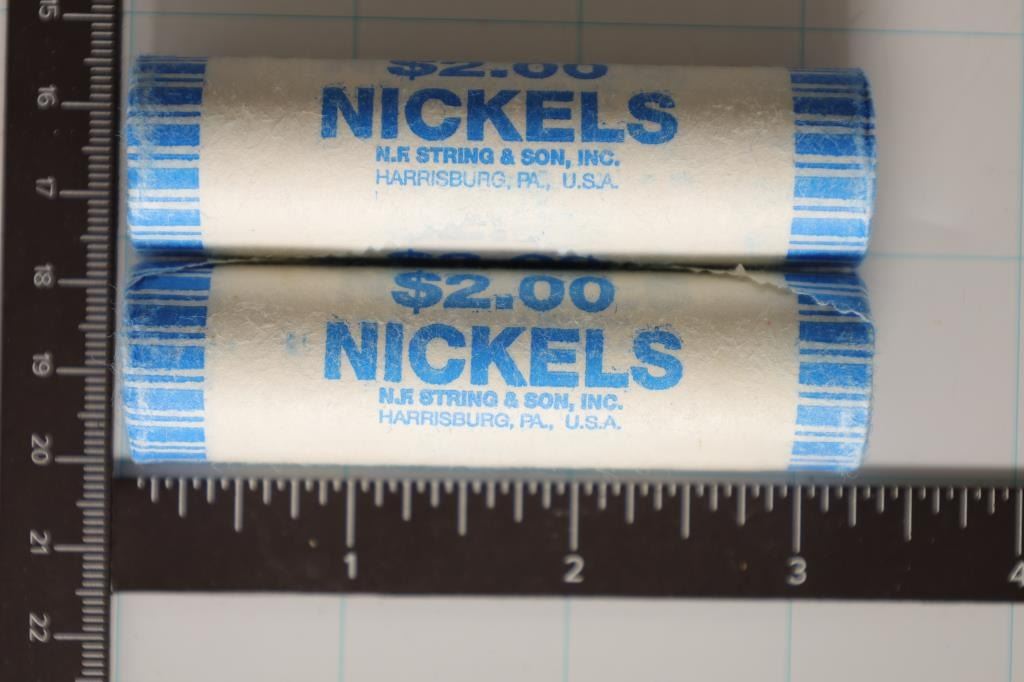 $2.00
NICKELS
N.F. STRING & SON, INC.
HARRISBURG, PA., U.S.A.
$2.00
NICKELS
N.F. STRING & SON, INC.
HARRISBURG, PA., U.S.A.
15
16
17
18
19
20
21
22
1 2 3 4